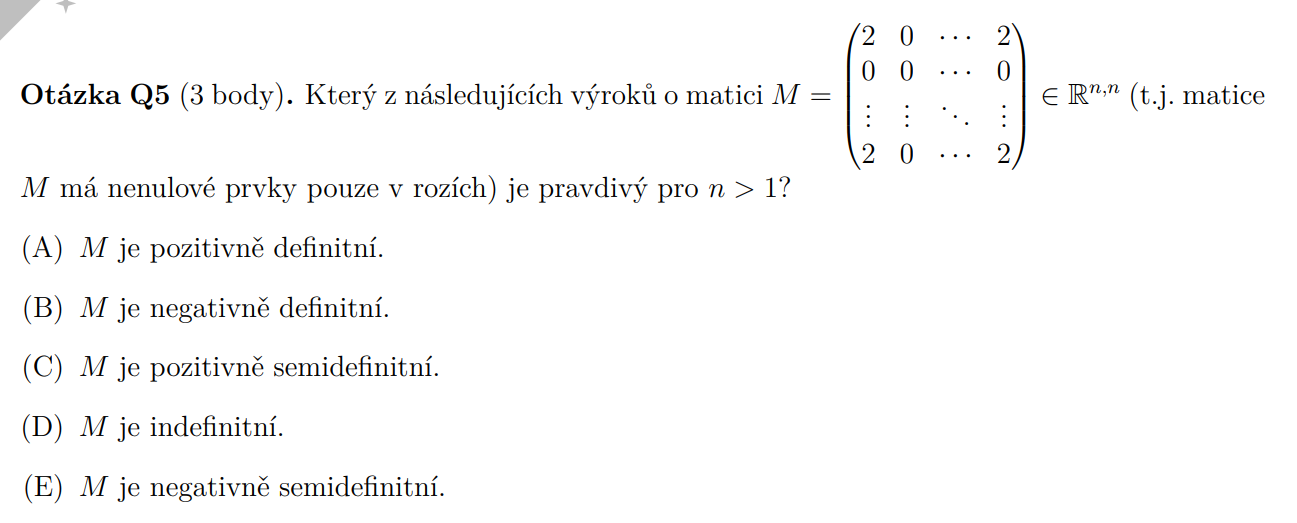 Otázka Q5 (3 body). Který z následujících výroků o matici M = \begin{pmatrix} 2 & 0 & \cdots & 2 \\ 0 & 0 & \cdots & 0 \\ \vdots & \vdots & \ddots & \vdots \\ 2 & 0 & \cdots & 2 \end{pmatrix} ∈ ℝ^{n,n} (t.j. matice
M má nenulové prvky pouze v rozích) je pravdivý pro n > 1?
(A) M je pozitivně definitní.
(B) M je negativně definitní.
(C) M je pozitivně semidefinitní.
(D) M je indefinitní.
(E) M je negativně semidefinitní.